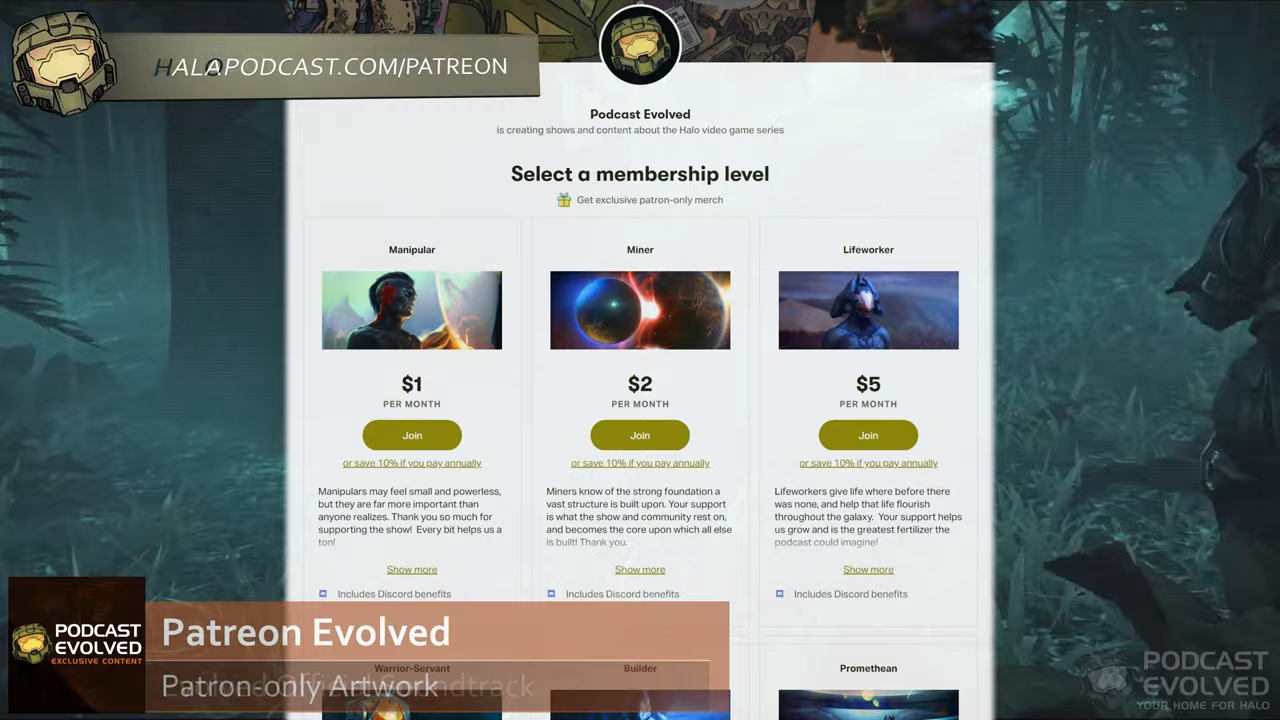 HALAPODCAST.COM/PATREON
Podcast Evolved
is creating shows and content about the Halo video game series
Select a membership level
Get exclusive patron-only merch
Manipular
$1
PER MONTH
Join
or save 10% if you pay annually
Manipulars may feel small and powerless,
but they are far more important than
anyone realizes. Thank you so much for
supporting the show! Every bit helps us a
ton!
Show more
Includes Discord benefits
Miner
$2
PER MONTH
Join
or save 10% if you pay annually
Miners know of the strong foundation a
vast structure is built upon. Your support
is what the show and community rest on,
and becomes the core upon which all else
is built! Thank you.
Show more
Includes Discord benefits
Lifeworker
$5
PER MONTH
Join
or save 10% if you pay annually
Lifeworkers give life where before there
was none, and help that life flourish
throughout the galaxy. Your support helps
us grow and is the greatest fertilizer the
podcast could imagine!
Show more
Includes Discord benefits
Warrior-Servant
Builder
Promethean
PODCAST
EVOLVED
EXCLUSIVE CONTENT
Patreon Evolved
Patron-only Artwork
PODCAST
EVOLVED
YOUR HOME FOR HALO